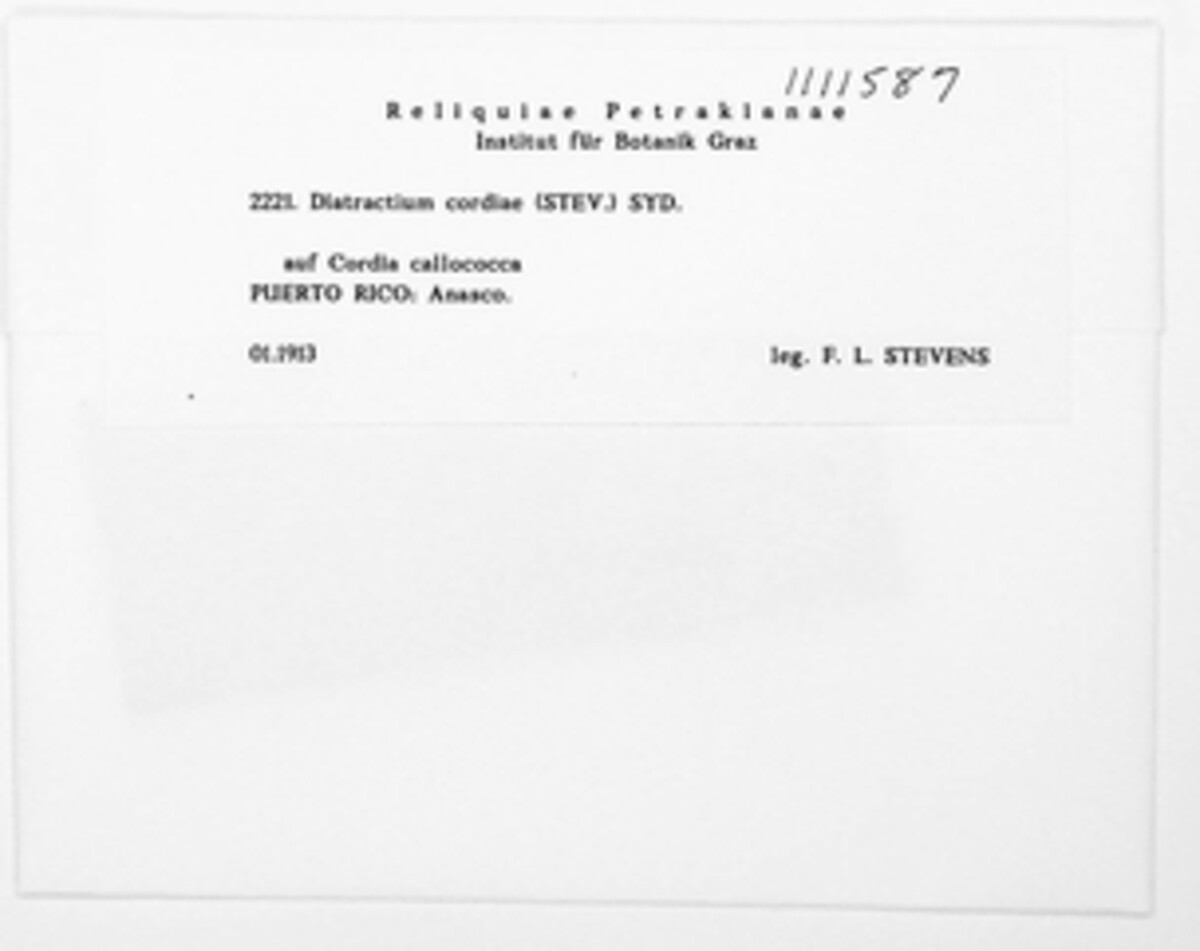 1111587
Reliquiae Petrakianae
Institut für Botanik Graz
2221. Diatractium cordiae (STEV.) SYD.
auf Cordia callococca
PUERTO RICO: Anasco.
01.1913
leg. F. L. STEVENS